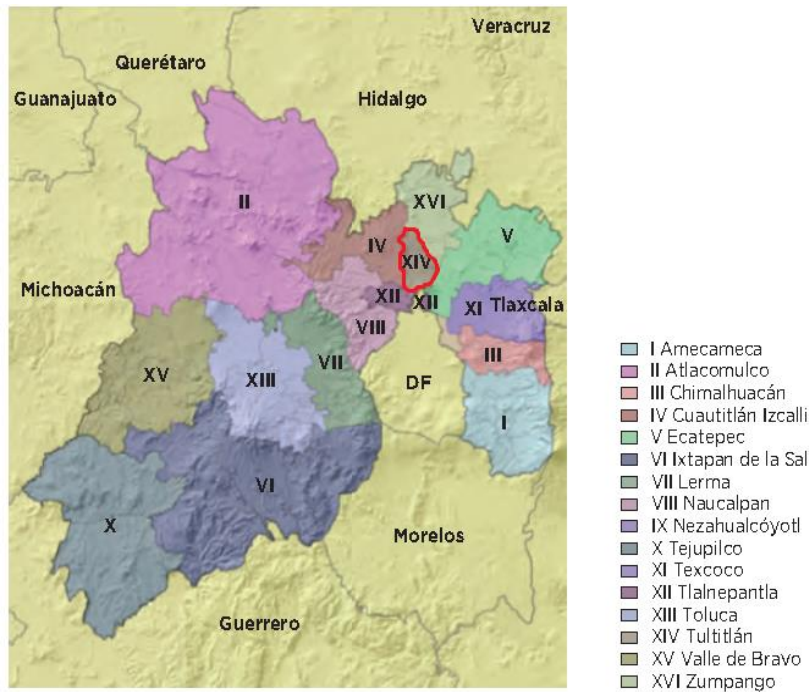 Veracruz
Querétaro
Guanajuato
Hidalgo
II
XVI
IV
V
XIV
Michoacán
XII
XII
XI
Tlaxcala
VIII
XV
XIII
VII
III
DF
I
VI
X
Morelos
Guerrero
I Amecameca
II Atlacomulco
III Chimalhuacán
IV Cuautitlán Izcalli
V Ecatepec
VI Ixtapan de la Sal
VII Lerma
VIII Naucalpan
IX Nezahualcóyotl
X Tejupilco
XI Texcoco
XII Tlalnepantla
XIII Toluca
XIV Tultitlán
XV Valle de Bravo
XVI Zumpango